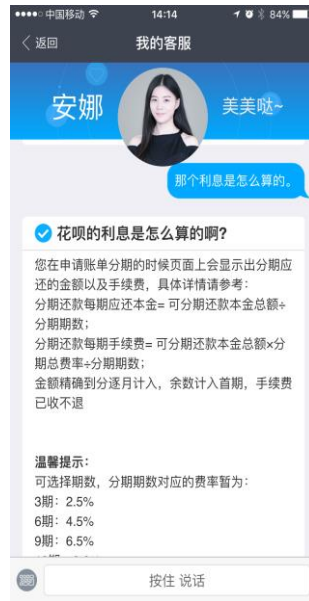 中国移动 14:14 84%
返回 我的客服
安娜 美美哒~
那个利息是怎么算的。
花呗的利息是怎么算的啊?
您在申请账单分期的时候页面上会显示出分期应
还的金额以及手续费，具体详情请参考：
分期还款每期应还本金= 可分期还款本金总额÷
分期期数；
分期还款每期手续费= 可分期还款本金总额×分
期总费率÷分期期数；
金额精确到分逐月计入，余数计入首期，手续费
已收不退
温馨提示：
可选择期数，分期期数对应的费率暂为：
3期：2.5%
6期：4.5%
9期：6.5%
按住 说话